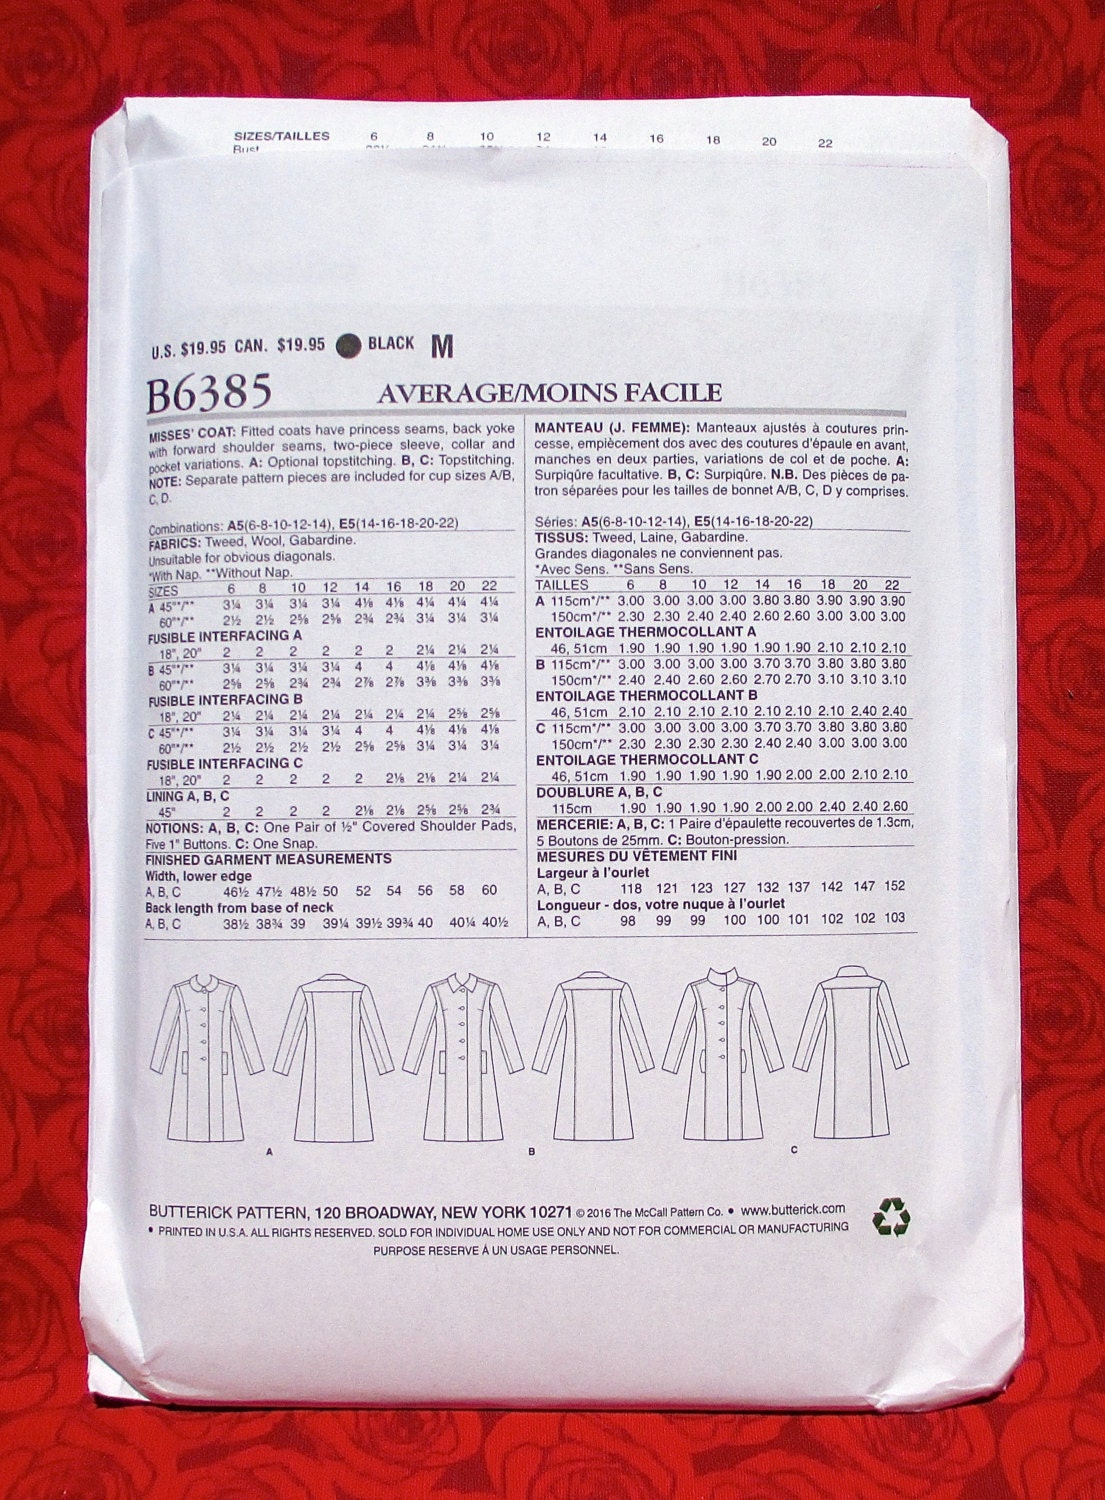 SIZES/TAILLES 6 8 10 12 14 16 18 20 22
Bust
U.S. $19.95 CAN. $19.95 BLACK M
B6385 AVERAGE/MOINS FACILE
MISSES' COAT: Fitted coats have princess seams, back yoke
with forward shoulder seams, two-piece sleeve, collar and
pocket variations. A: Optional topstitching. B, C: Topstitching.
NOTE: Separate pattern pieces are included for cup sizes A/B,
C, D.
Combinations: A5(6-8-10-12-14), E5(14-16-18-20-22)
FABRICS: Tweed, Wool, Gabardine.
Unsuitable for obvious diagonals.
*With Nap. **Without Nap.
SIZES 6 8 10 12 14 16 18 20 22
A 45"*/** 3¼ 3¼ 3¼ 3¼ 4⅛ 4⅛ 4¼ 4¼ 4¼
60"*/** 2½ 2½ 2⅝ 2⅝ 2¾ 2¾ 3¼ 3¼ 3¼
FUSIBLE INTERFACING A
18", 20" 2 2 2 2 2 2 2¼ 2¼ 2¼
B 45"*/** 3¼ 3¼ 3¼ 3¼ 4 4 4⅛ 4⅛ 4⅛
60"*/** 2⅝ 2⅝ 2¾ 2¾ 2⅞ 2⅞ 3⅜ 3⅜ 3⅜
FUSIBLE INTERFACING B
18", 20" 2¼ 2¼ 2¼ 2¼ 2¼ 2¼ 2¼ 2⅝ 2⅝
C 45"*/** 3¼ 3¼ 3¼ 3¼ 4 4 4⅛ 4⅛ 4⅛
60"*/** 2½ 2½ 2½ 2½ 2⅝ 2⅝ 3¼ 3¼ 3¼
FUSIBLE INTERFACING C
18", 20" 2 2 2 2 2 2⅛ 2⅛ 2¼ 2¼
LINING A, B, C
45" 2 2 2 2 2⅛ 2⅛ 2⅝ 2⅝ 2¾
NOTIONS: A, B, C: One Pair of ½" Covered Shoulder Pads,
Five 1" Buttons. C: One Snap.
FINISHED GARMENT MEASUREMENTS
Width, lower edge
A, B, C 46½ 47½ 48½ 50 52 54 56 58 60
Back length from base of neck
A, B, C 38½ 38¾ 39 39¼ 39½ 39¾ 40 40¼ 40½
MANTEAU (J. FEMME): Manteaux ajustés à coutures prin-
cesse, empiècement dos avec des coutures d'épaule en avant,
manches en deux parties, variations de col et de poche. A:
Surpiqûre facultative. B, C: Surpiqûre. N.B. Des pièces de pa-
tron séparées pour les tailles de bonnet A/B, C, D y comprises.
Séries: A5(6-8-10-12-14), E5(14-16-18-20-22)
TISSUS: Tweed, Laine, Gabardine.
Grandes diagonales ne conviennent pas.
*Avec Sens. **Sans Sens.
TAILLES 6 8 10 12 14 16 18 20 22
A 115cm*/** 3.00 3.00 3.00 3.00 3.80 3.80 3.90 3.90 3.90
150cm*/** 2.30 2.30 2.40 2.40 2.60 2.60 3.00 3.00 3.00
ENTOILAGE THERMOCOLLANT A
46, 51cm 1.90 1.90 1.90 1.90 1.90 1.90 2.10 2.10 2.10
B 115cm*/** 3.00 3.00 3.00 3.00 3.70 3.70 3.80 3.80 3.80
150cm*/** 2.40 2.40 2.60 2.60 2.70 2.70 3.10 3.10 3.10
ENTOILAGE THERMOCOLLANT B
46, 51cm 2.10 2.10 2.10 2.10 2.10 2.10 2.10 2.40 2.40
C 115cm*/** 3.00 3.00 3.00 3.00 3.70 3.70 3.80 3.80 3.80
150cm*/** 2.30 2.30 2.30 2.30 2.40 2.40 3.00 3.00 3.00
ENTOILAGE THERMOCOLLANT C
46, 51cm 1.90 1.90 1.90 1.90 1.90 2.00 2.00 2.10 2.10
DOUBLURE A, B, C
115cm 1.90 1.90 1.90 1.90 2.00 2.00 2.40 2.40 2.60
MERCERIE: A, B, C: 1 Paire d'épaulette recouvertes de 1.3cm,
5 Boutons de 25mm. C: Bouton-pression.
MESURES DU VÊTEMENT FINI
Largeur à l'ourlet
A, B, C 118 121 123 127 132 137 142 147 152
Longueur - dos, votre nuque à l'ourlet
A, B, C 98 99 99 100 100 101 102 102 103
A B C
BUTTERICK PATTERN, 120 BROADWAY, NEW YORK 10271 © 2016 The McCall Pattern Co. • www.butterick.com
• PRINTED IN U.S.A. ALL RIGHTS RESERVED. SOLD FOR INDIVIDUAL HOME USE ONLY AND NOT FOR COMMERCIAL OR MANUFACTURING
PURPOSE RESERVE À UN USAGE PERSONNEL.